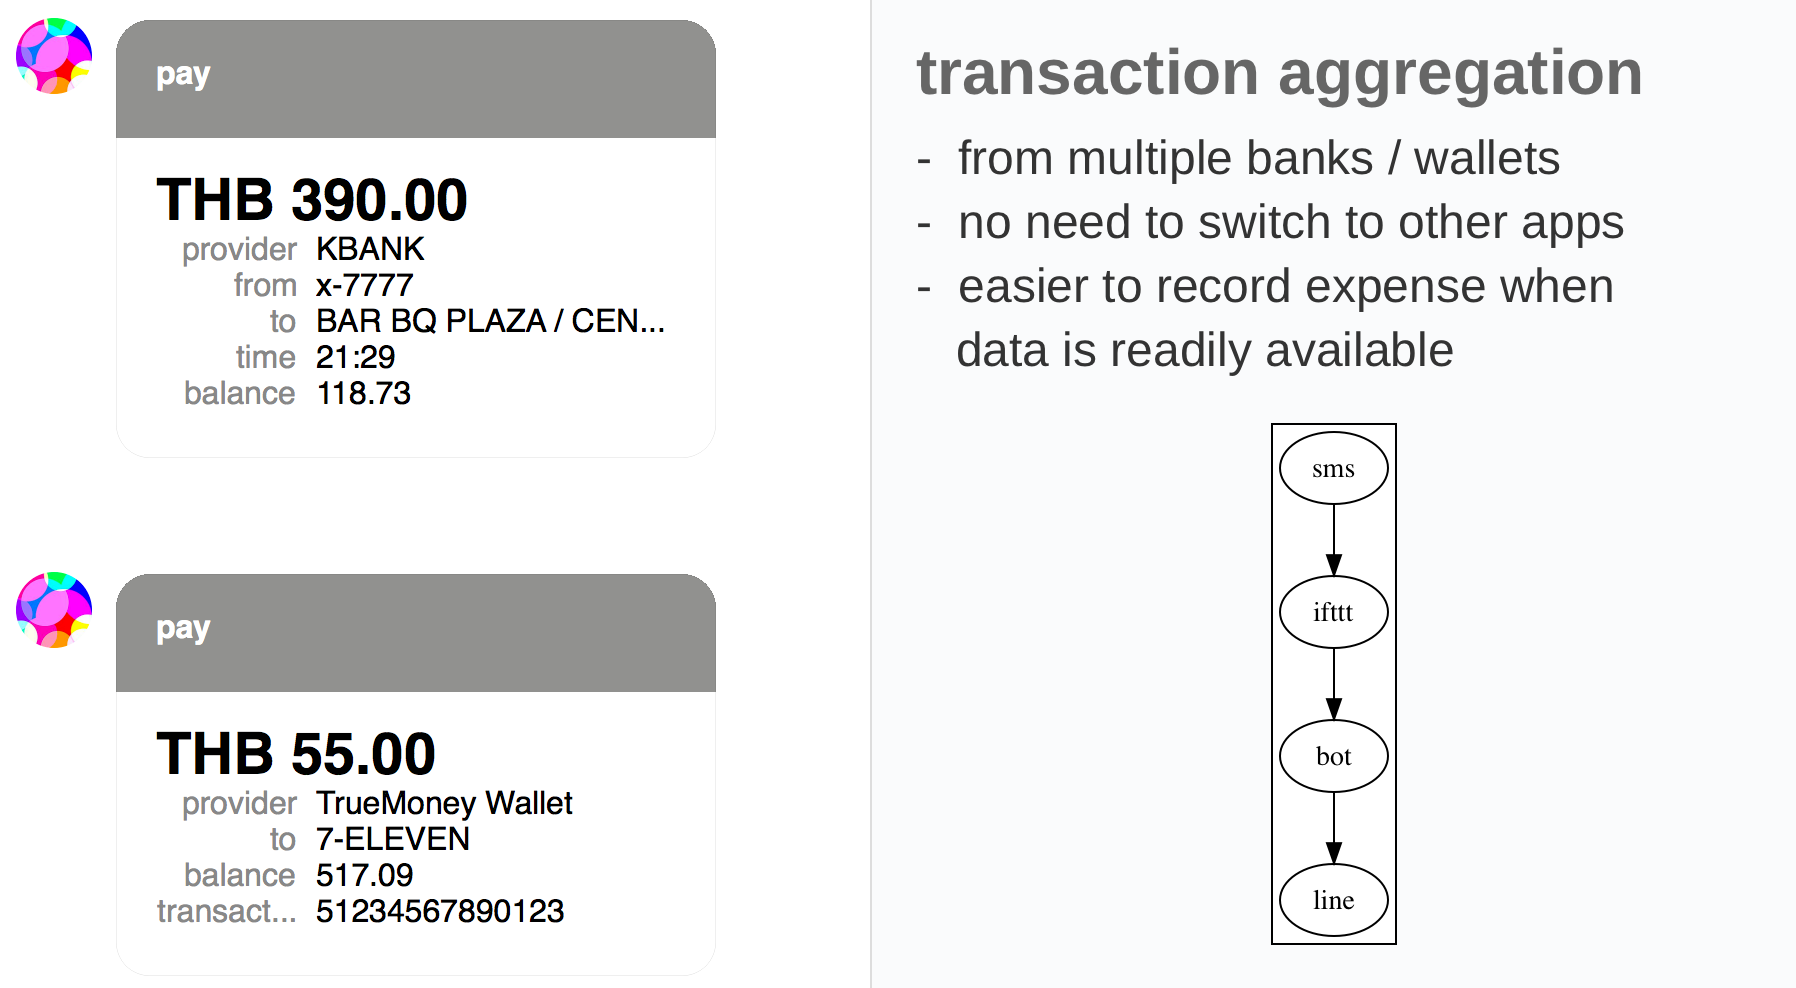 pay
THB 390.00
provider KBANK
from x-7777
to BAR BQ PLAZA / CEN...
time 21:29
balance 118.73
pay
THB 55.00
provider TrueMoney Wallet
to 7-ELEVEN
balance 517.09
transact... 51234567890123
transaction aggregation
- from multiple banks / wallets
- no need to switch to other apps
- easier to record expense when
data is readily available
sms
ifttt
bot
line